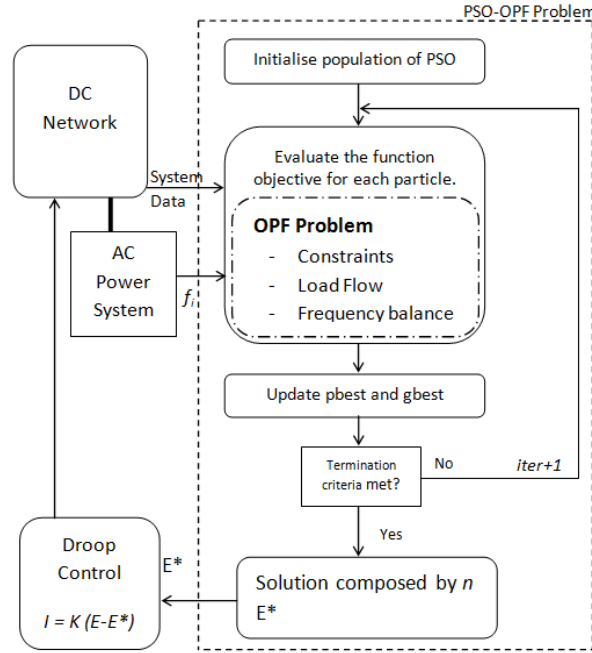 PSO-OPF Problem
Initialise population of PSO
DC
Network
Evaluate the function
objective for each particle.
System
Data
OPF Problem
- Constraints
- Load Flow
- Frequency balance
AC
Power
System
f_i
Update pbest and gbest
Termination
criteria met?
No
iter+1
Yes
Droop
Control
I = K (E-E*)
E*
Solution composed by n
E*